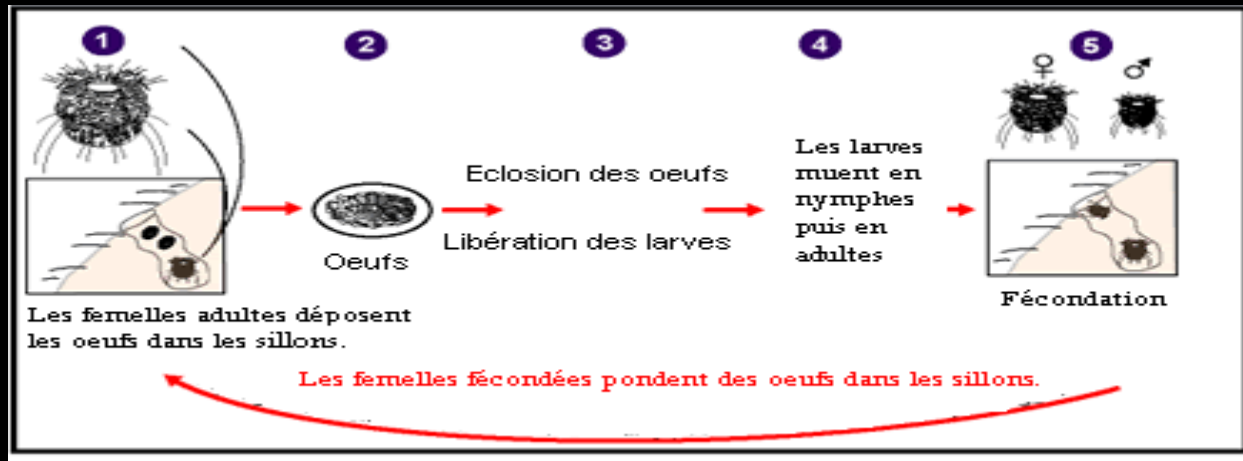 1
2
3
4
5
♀ ♂
Les femelles adultes déposent
les oeufs dans les sillons.
Oeufs
Eclosion des oeufs
Libération des larves
Les larves
muent en
nymphes
puis en
adultes
Fécondation
Les femelles fécondées pondent des oeufs dans les sillons.